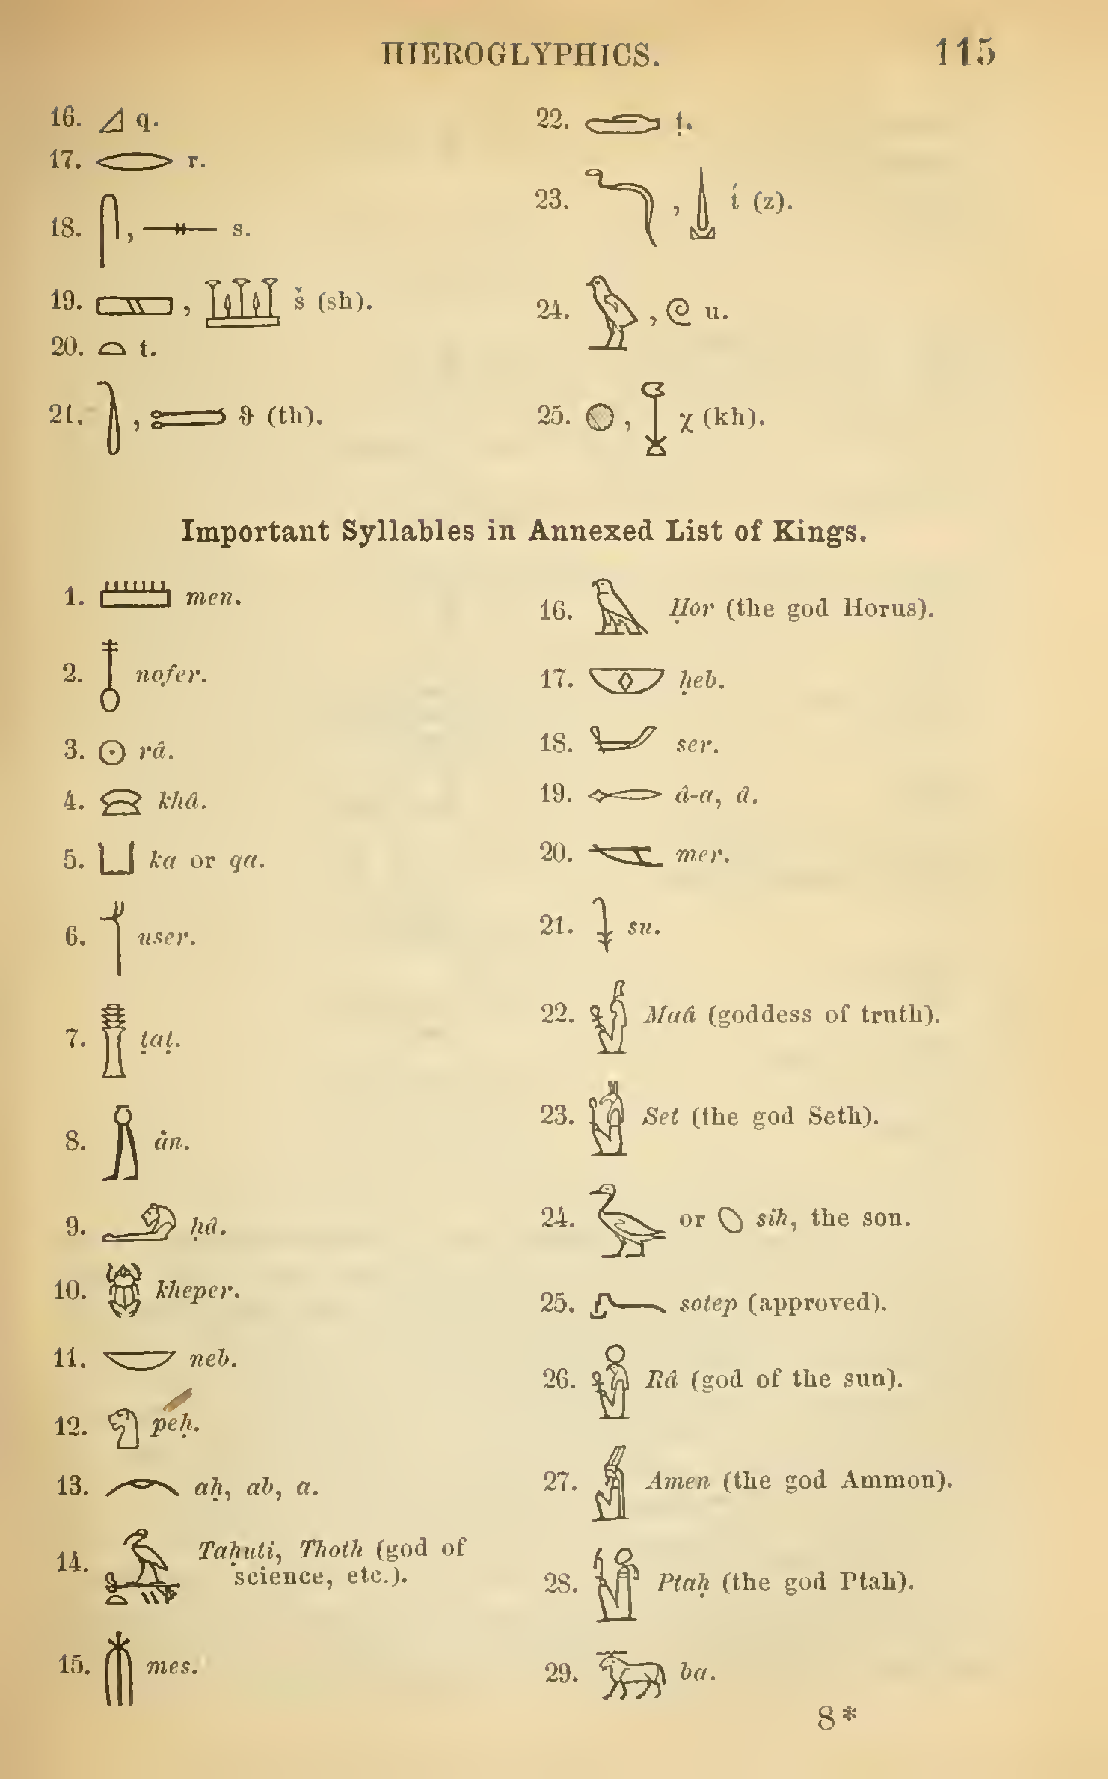 HIEROGLYPHICS. 115
16. q.
17. r.
18. , s.
19. , š (sh).
20. t.
21. , ϑ (th).
22. ṭ.
23. , t́ (z).
24. , u.
25. , χ (kh).
Important Syllables in Annexed List of Kings.
1. men.
2. nofer.
3. râ.
4. khâ.
5. ka or qa.
6. user.
7. ṭaṭ.
8. ȧn.
9. ḥâ.
10. kheper.
11. neb.
12. peḥ.
13. aḥ, ab, a.
14. Taḥuti, Thoth (god of
science, etc.).
15. mes.
16. Ḥor (the god Horus).
17. ḥeb.
18. ser.
19. â-a, â.
20. mer.
21. su.
22. Maâ (goddess of truth).
23. Set (the god Seth).
24. or sih, the son.
25. sotep (approved).
26. Râ (god of the sun).
27. Amen (the god Ammon).
28. Ptaḥ (the god Ptah).
29. ba.
8*